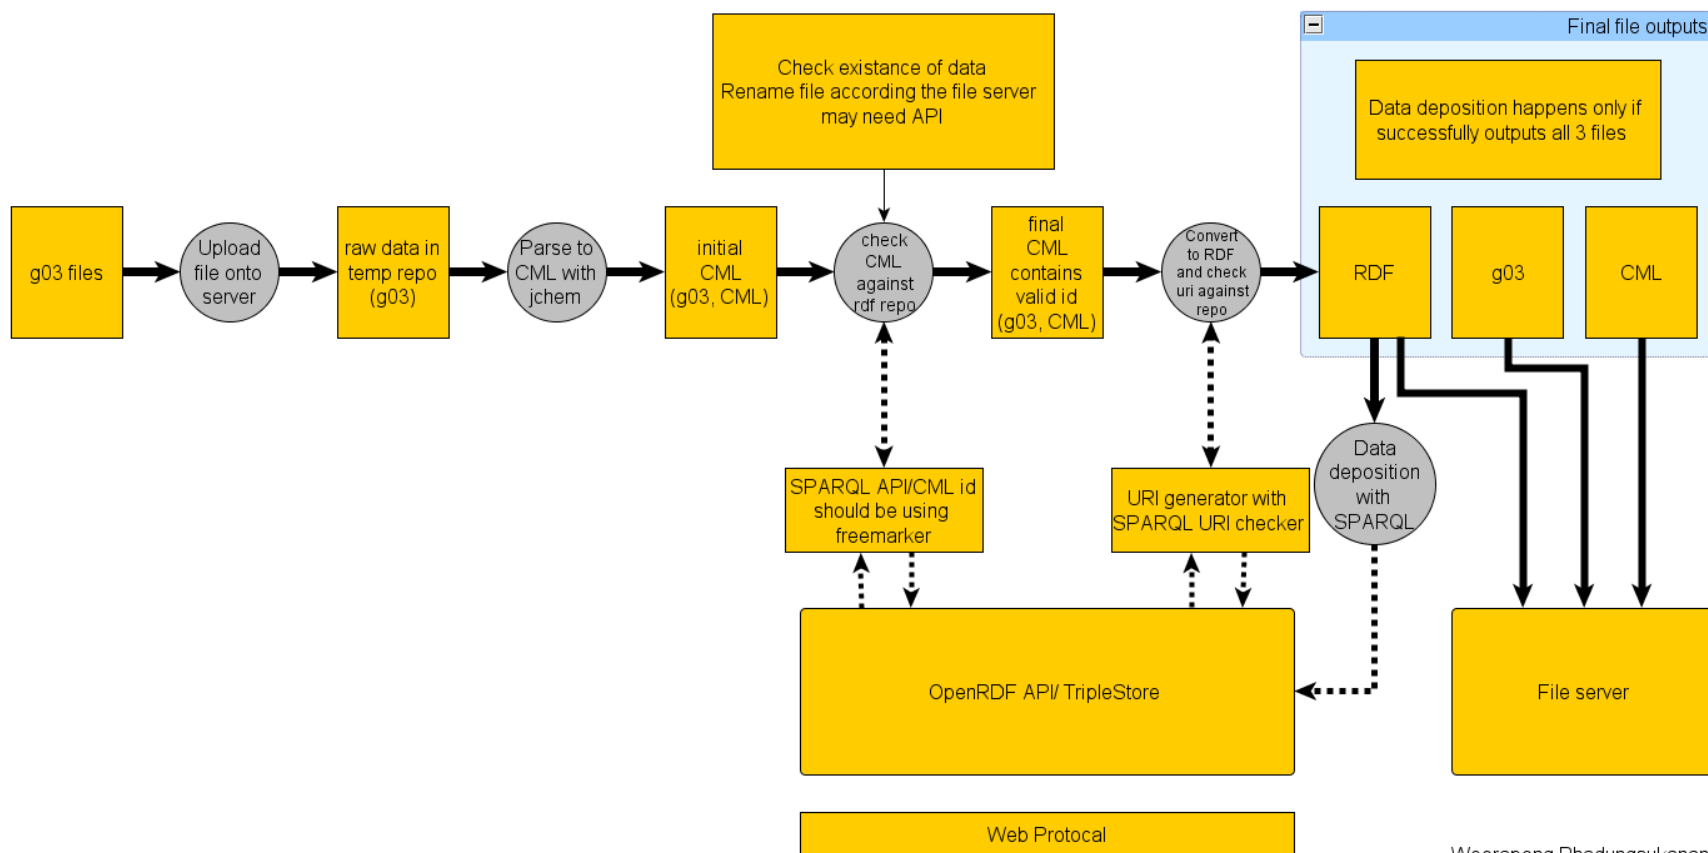 Final file outputs
Check existance of data
Rename file according the file server
may need API
Data deposition happens only if
successfully outputs all 3 files
g03 files
Upload
file onto
server
raw data in
temp repo
(g03)
Parse to
CML with
jchem
initial
CML
(g03, CML)
check
CML
against
rdf repo
final
CML
contains
valid id
(g03, CML)
Convert
to RDF
and check
uri against
repo
RDF
g03
CML
SPARQL API/CML id
should be using
freemarker
URI generator with
SPARQL URI checker
Data
deposition
with
SPARQL
OpenRDF API/ TripleStore
File server
Web Protocal